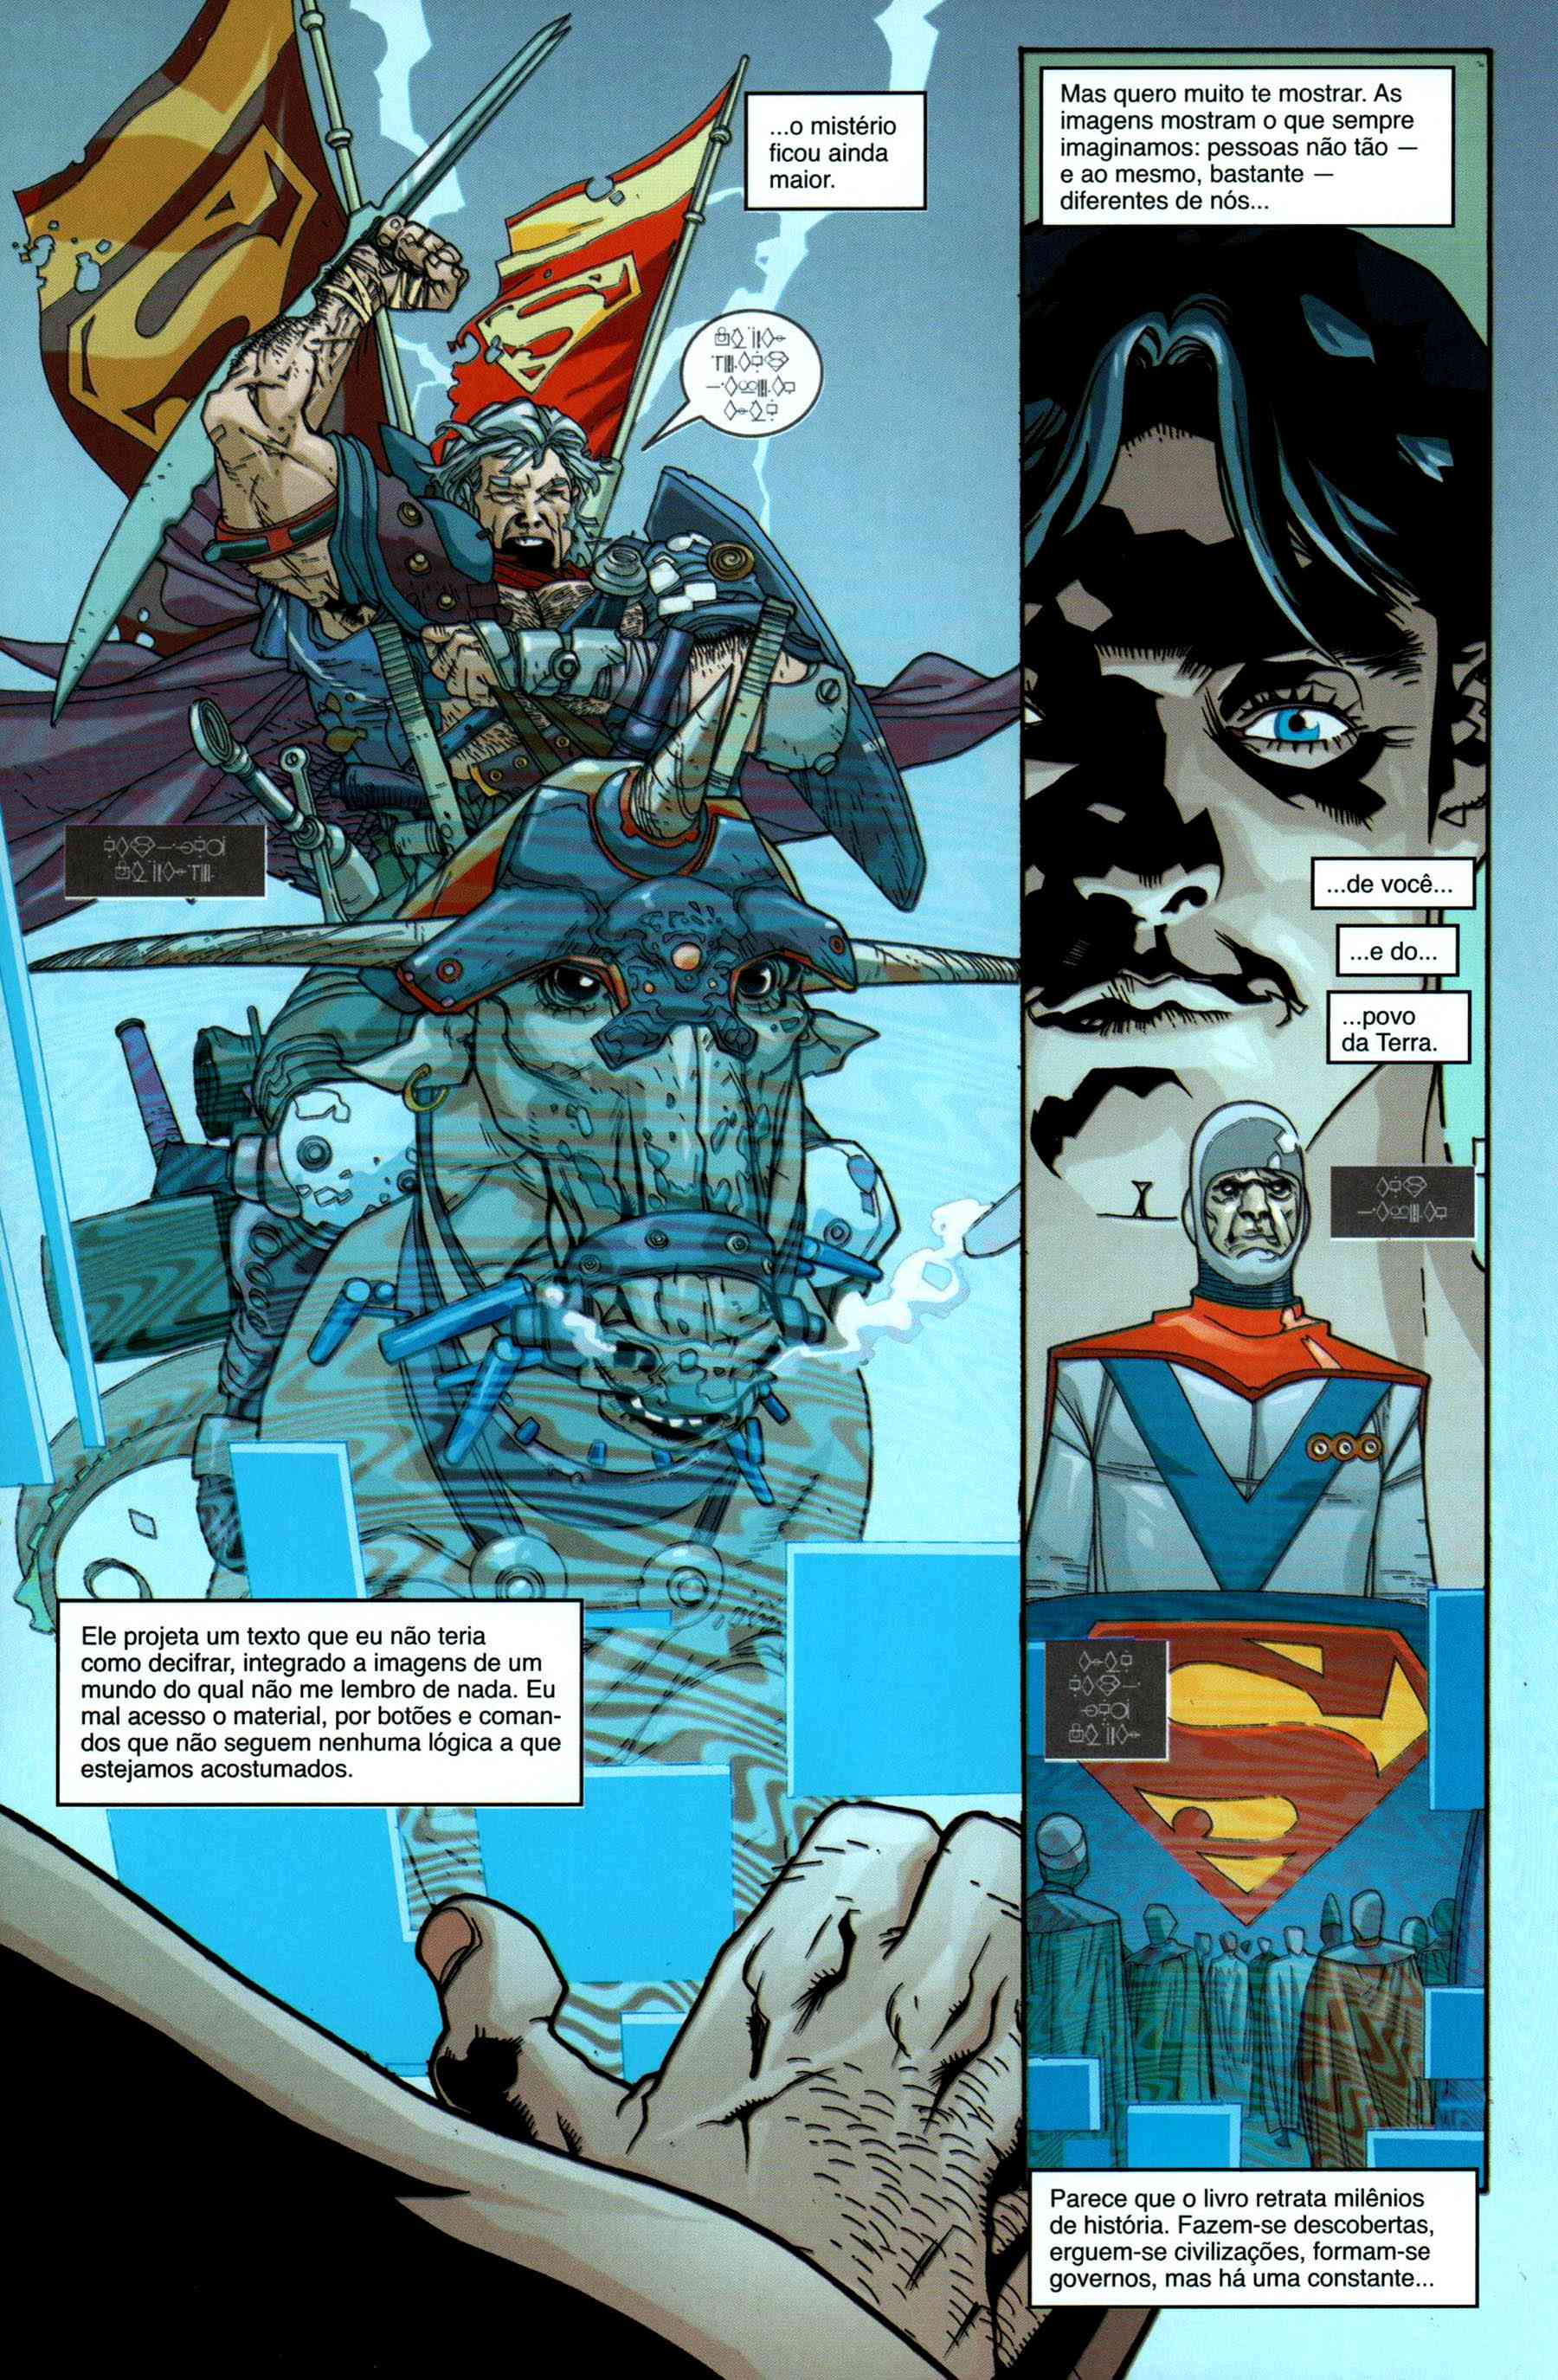 ...o mistério
ficou ainda
maior.
Ele projeta um texto que eu não teria
como decifrar, integrado a imagens de um
mundo do qual não me lembro de nada. Eu
mal acesso o material, por botões e coman-
dos que não seguem nenhuma lógica a que
estejamos acostumados.
Mas quero muito te mostrar. As
imagens mostram o que sempre
imaginamos: pessoas não tão —
e ao mesmo, bastante —
diferentes de nós...
...de você...
...e do...
...povo
da Terra.
Parece que o livro retrata milênios
de história. Fazem-se descobertas,
erguem-se civilizações, formam-se
governos, mas há uma constante...